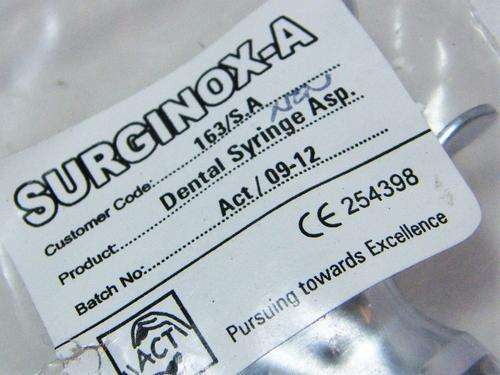 SURGINOX-A
Customer Code: 163/S.A NEW
Product: Dental Syringe Asp.
Batch No: Act / 09-12
CE 254398
Pursuing towards Excellence
ACT